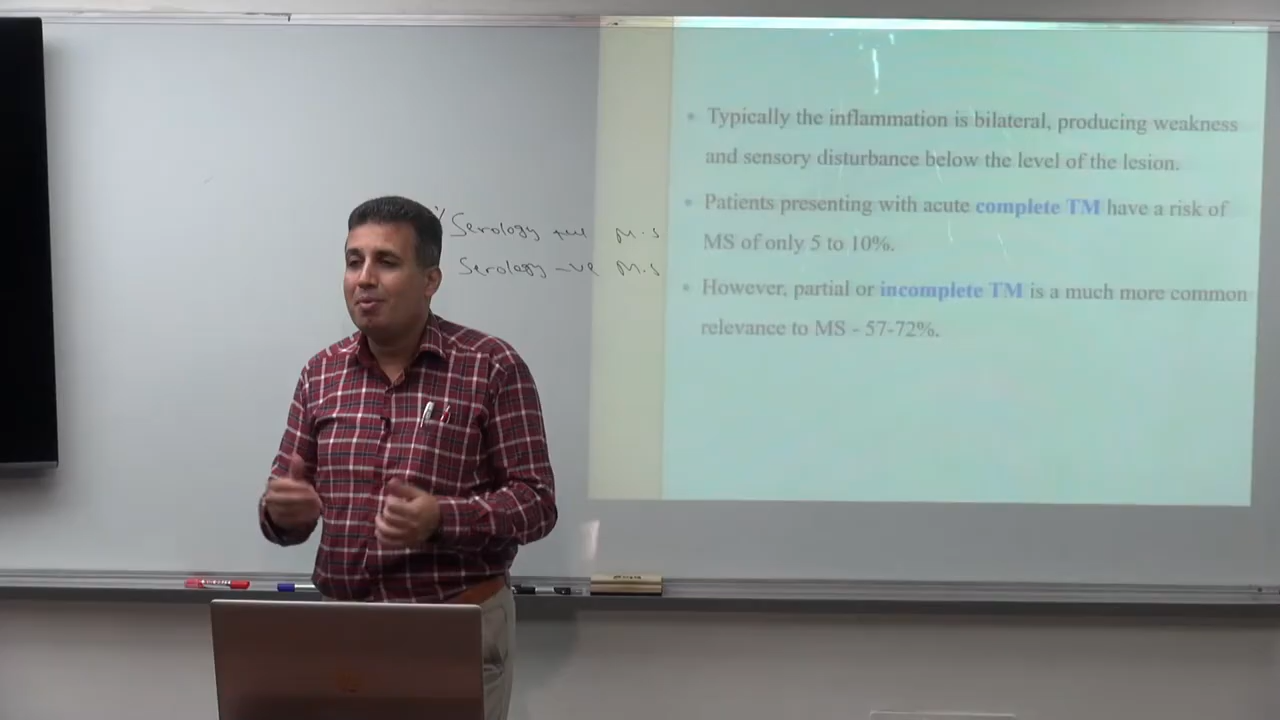 Serology +ve M.S
Serology -ve M.S
• Typically the inflammation is bilateral, producing weakness
and sensory disturbance below the level of the lesion.
• Patients presenting with acute complete TM have a risk of
MS of only 5 to 10%.
• However, partial or incomplete TM is a much more common
relevance to MS - 57-72%.